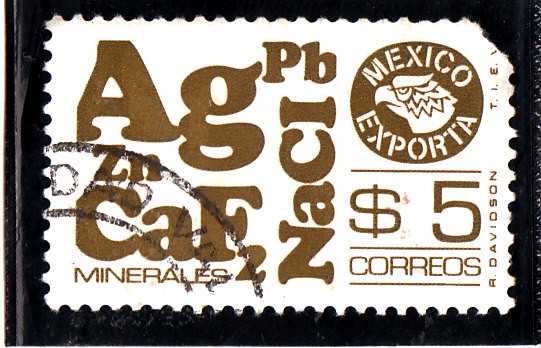 Ag
Pb
Zn
CaF2
NaCl
MINERALES
MEXICO
EXPORTA
$ 5
CORREOS
R. DAVIDSON
T. I. E.